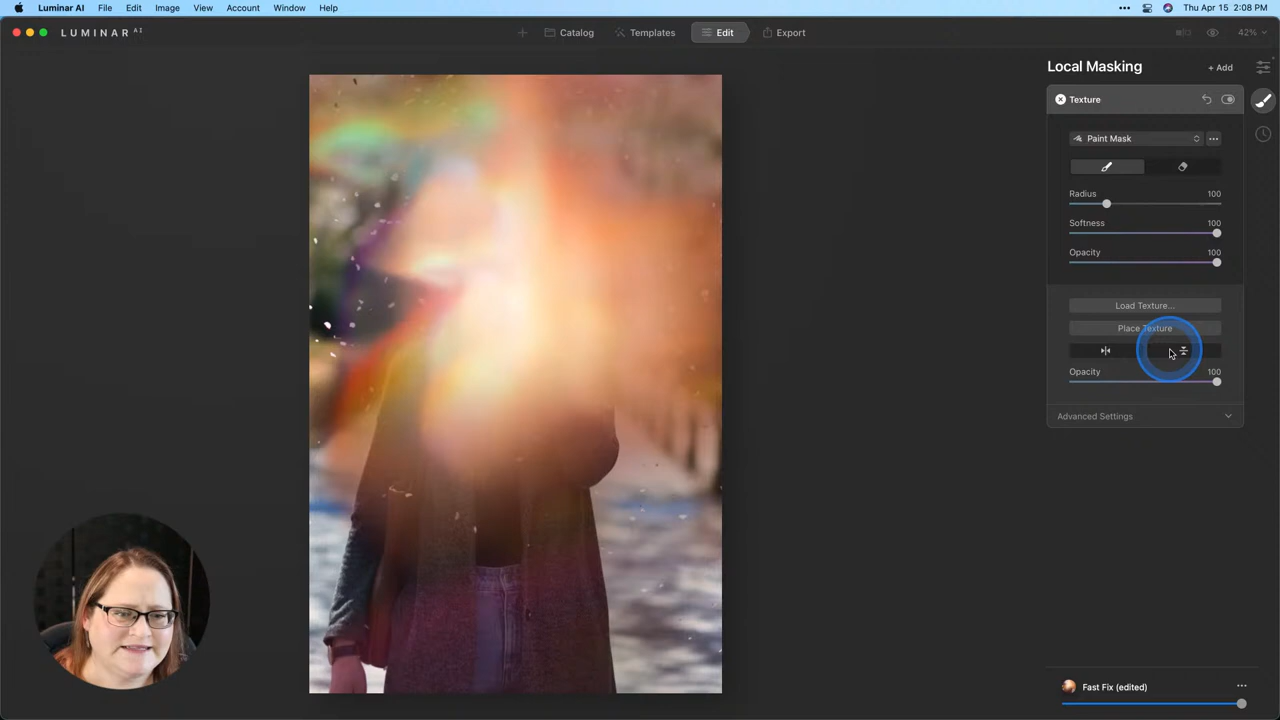 Luminar AI File Edit Image View Account Window Help Thu Apr 15 2:08 PM
LUMINAR AI Catalog Templates Edit Export 42%
Local Masking + Add
Texture
Paint Mask
Radius 100
Softness 100
Opacity 100
Load Texture...
Place Texture
Opacity 100
Advanced Settings
Fast Fix (edited)